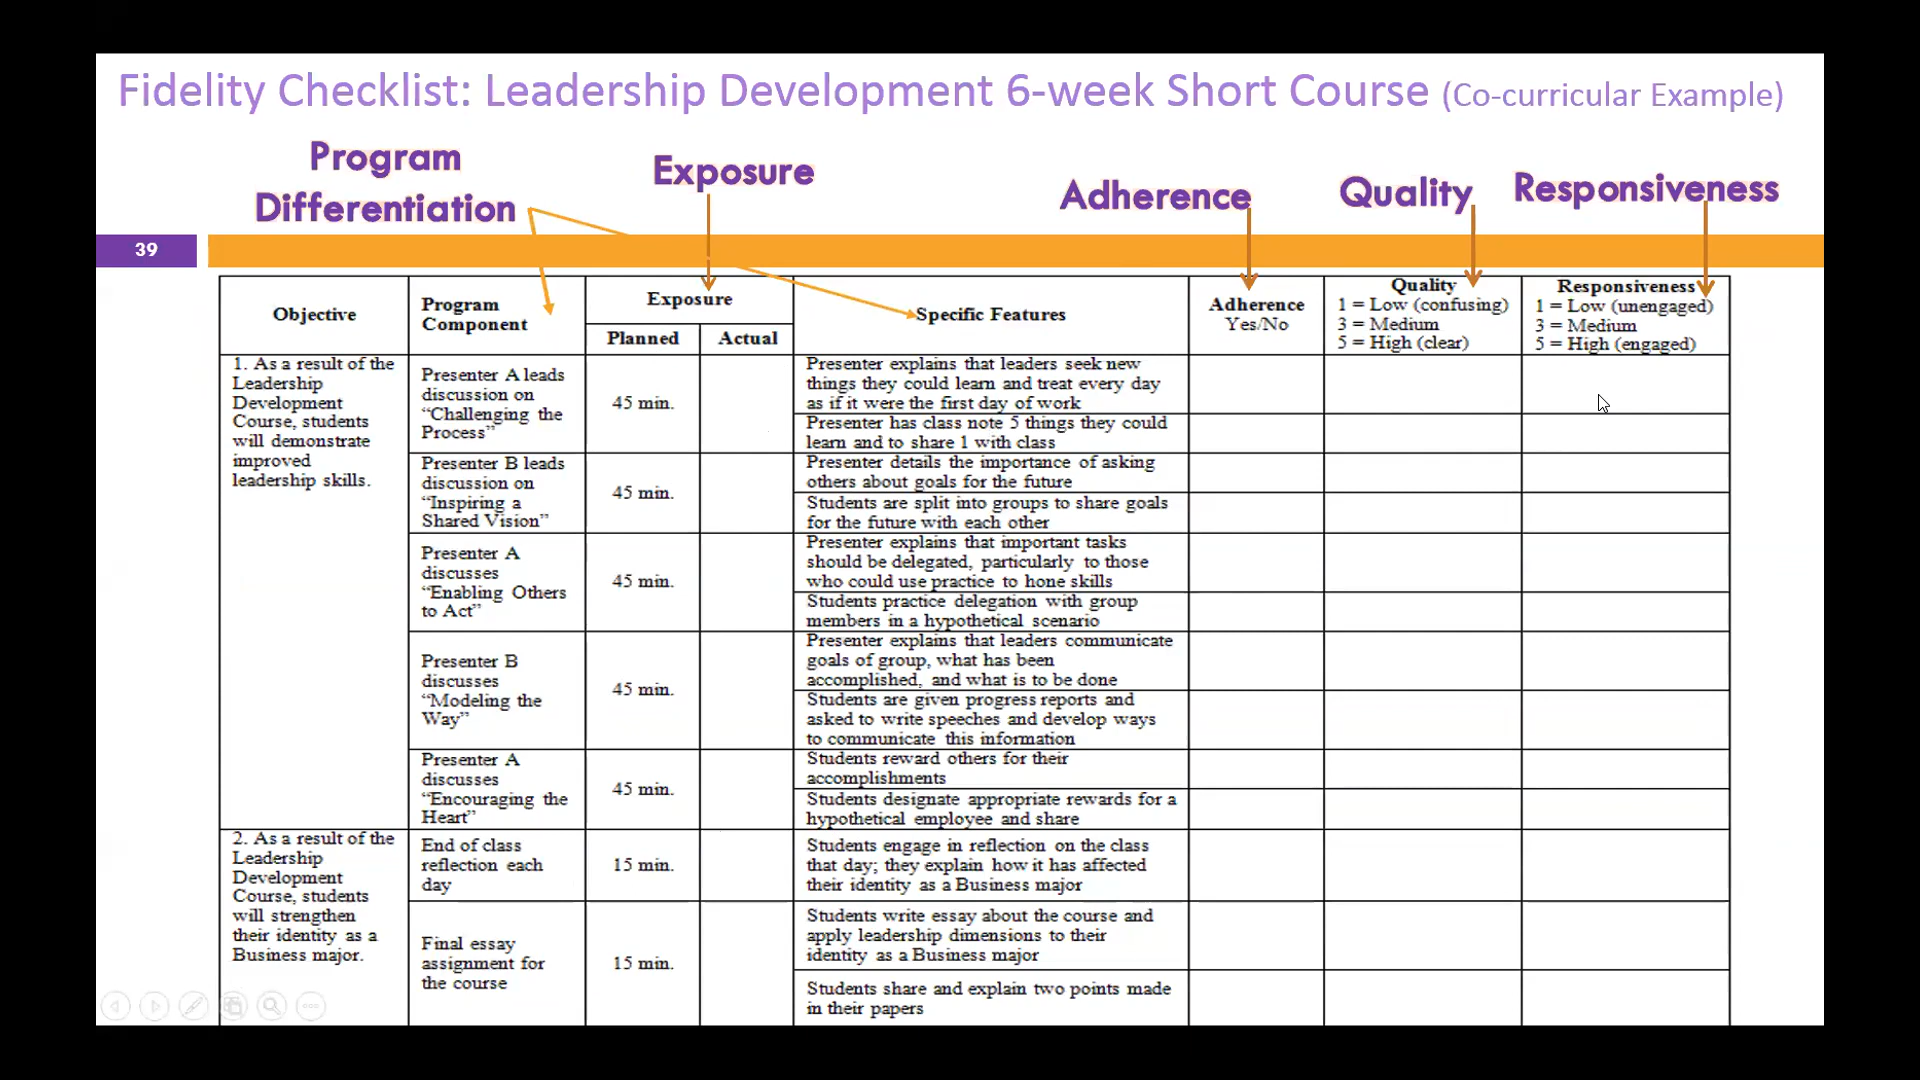 Fidelity Checklist: Leadership Development 6-week Short Course (Co-curricular Example)
Program
Differentiation
Exposure
Adherence
Quality
Responsiveness
39
Objective
Program
Component
Exposure
Planned
Actual
Specific Features
Adherence
Yes/No
Quality
1 = Low (confusing)
3 = Medium
5 = High (clear)
Responsiveness
1 = Low (unengaged)
3 = Medium
5 = High (engaged)
1. As a result of the
Leadership
Development
Course, students
will demonstrate
improved
leadership skills.
Presenter A leads
discussion on
“Challenging the
Process”
45 min.
Presenter explains that leaders seek new
things they could learn and treat every day
as if it were the first day of work
Presenter has class note 5 things they could
learn and to share 1 with class
Presenter B leads
discussion on
“Inspiring a
Shared Vision”
45 min.
Presenter details the importance of asking
others about goals for the future
Students are split into groups to share goals
for the future with each other
Presenter A
discusses
“Enabling Others
to Act”
45 min.
Presenter explains that important tasks
should be delegated, particularly to those
who could use practice to hone skills
Students practice delegation with group
members in a hypothetical scenario
Presenter B
discusses
“Modeling the
Way”
45 min.
Presenter explains that leaders communicate
goals of group, what has been
accomplished, and what is to be done
Students are given progress reports and
asked to write speeches and develop ways
to communicate this information
Presenter A
discusses
“Encouraging the
Heart”
45 min.
Students reward others for their
accomplishments
Students designate appropriate rewards for a
hypothetical employee and share
2. As a result of the
Leadership
Development
Course, students
will strengthen
their identity as a
Business major.
End of class
reflection each
day
15 min.
Students engage in reflection on the class
that day; they explain how it has affected
their identity as a Business major
Final essay
assignment for
the course
15 min.
Students write essay about the course and
apply leadership dimensions to their
identity as a Business major
Students share and explain two points made
in their papers